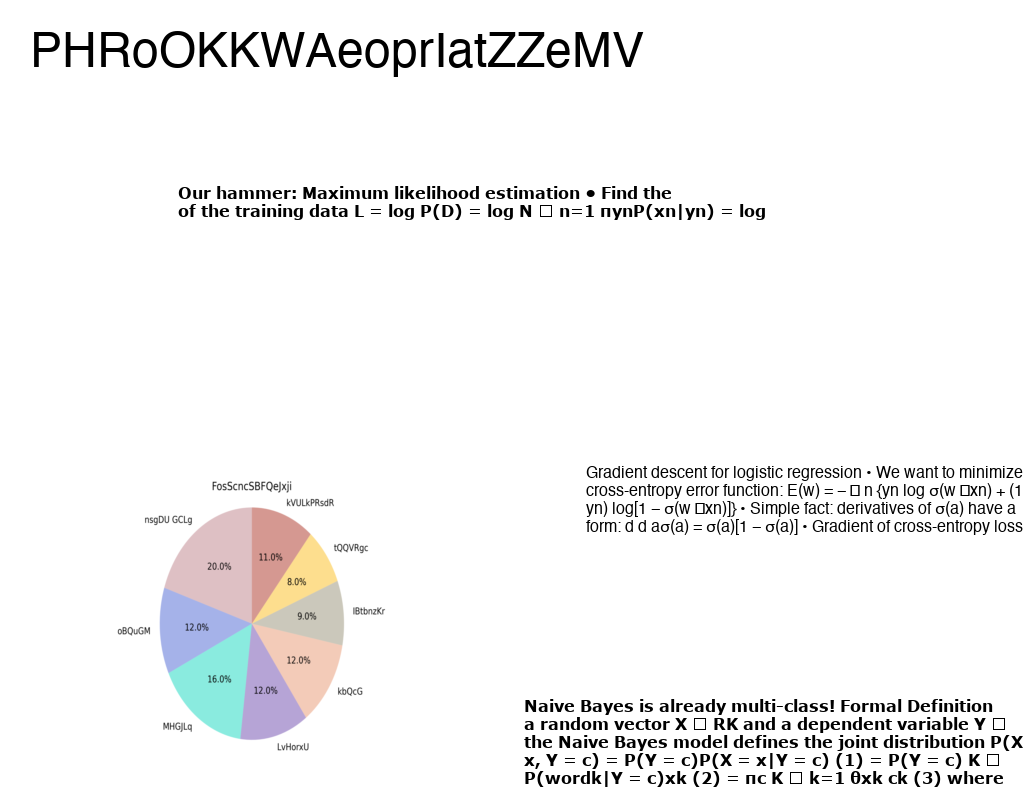 PHRoOKKWAeoprIatZZeMV
Our hammer: Maximum likelihood estimation • Find the
of the training data L = log P(D) = log N □ n=1 πynP(xn|yn) = log
Gradient descent for logistic regression • We want to minimize
cross-entropy error function: E(w) = – □ n {yn log σ(w □xn) + (1
yn) log[1 – σ(w □xn)]} • Simple fact: derivatives of σ(a) have a
form: d d aσ(a) = σ(a)[1 – σ(a)] • Gradient of cross-entropy loss
FosScncSBFQeJxji
kVULkPRsdR
nsgDU GCLg
tQQVRgc
11.0%
20.0%
8.0%
IBtbnzKr
9.0%
oBQuGM
12.0%
12.0%
16.0%
12.0%
kbQcG
MHGJLq
LvHorxU
Naive Bayes is already multi-class! Formal Definition
a random vector X □ RK and a dependent variable Y □
the Naive Bayes model defines the joint distribution P(X
x, Y = c) = P(Y = c)P(X = x|Y = c) (1) = P(Y = c) K □
P(wordk|Y = c)xk (2) = πc K □ k=1 θxk ck (3) where